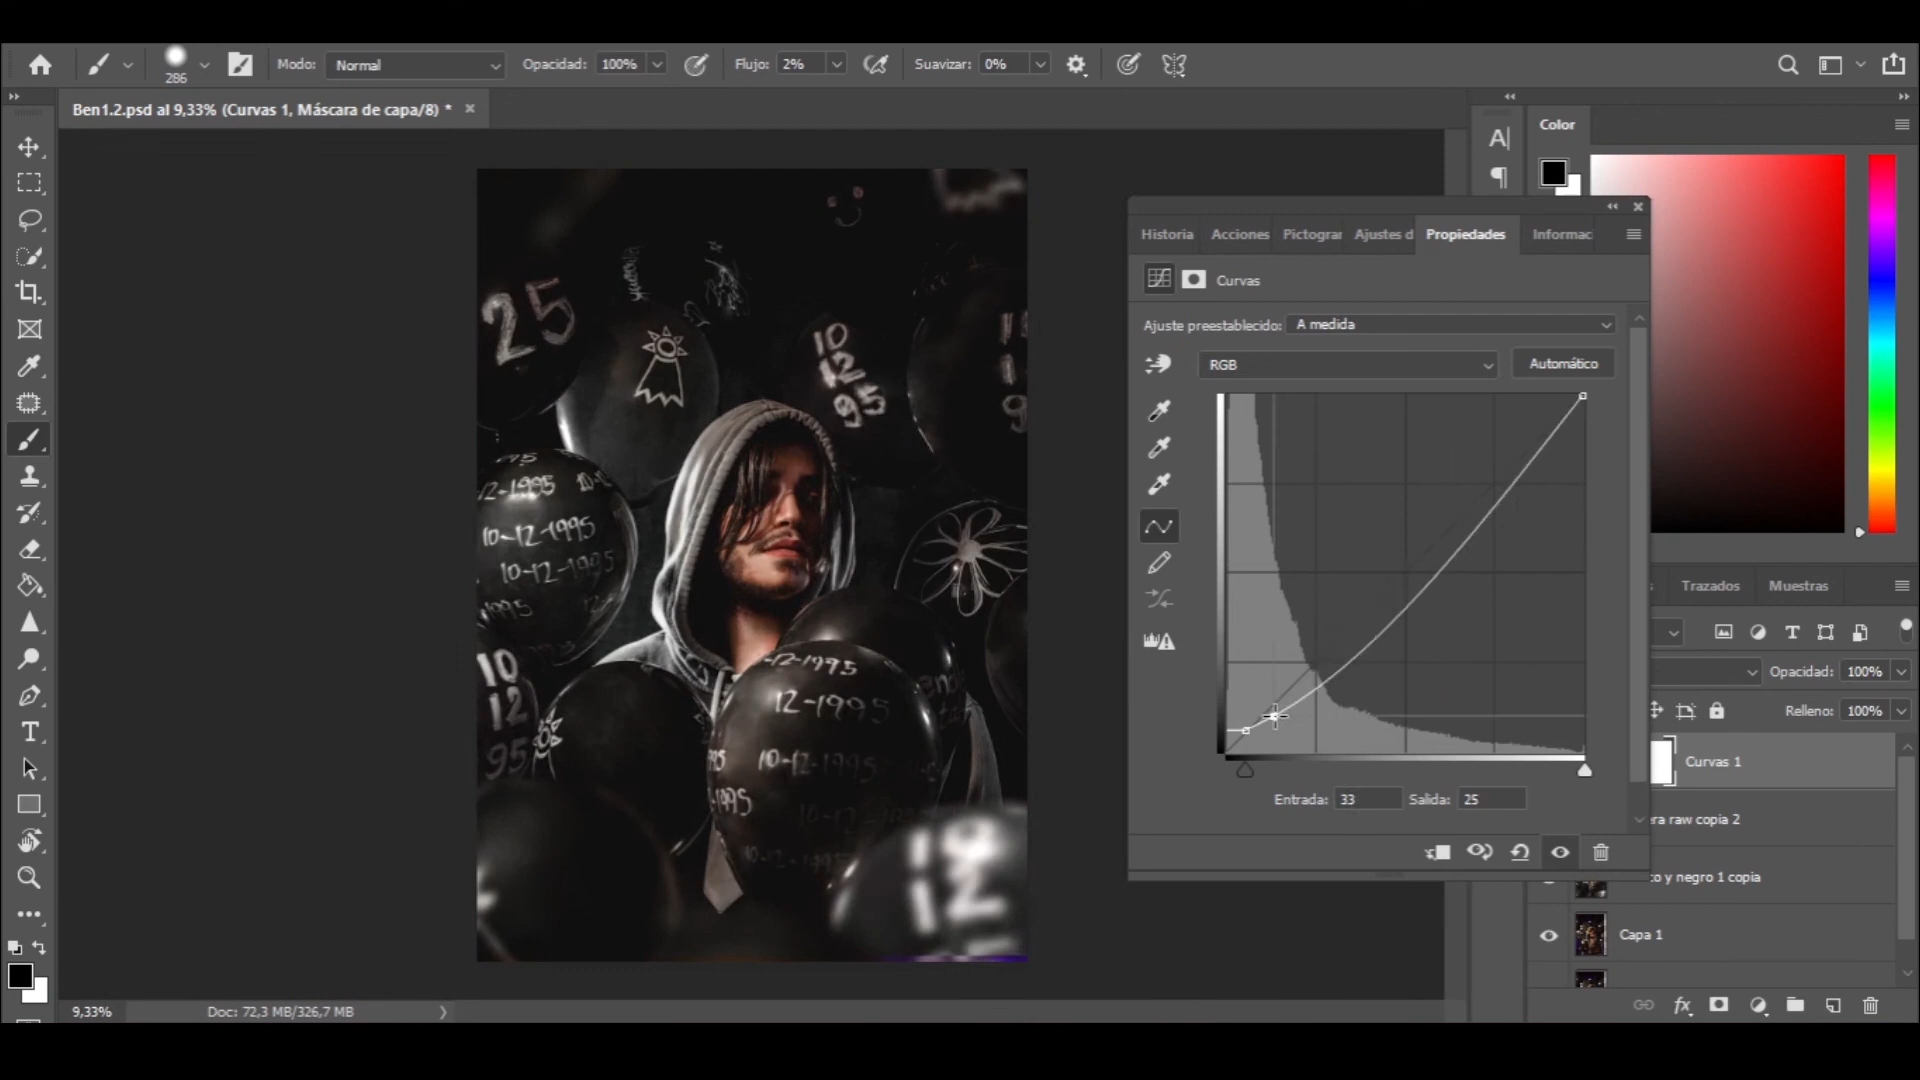 286
Modo: Normal
Opacidad: 100%
Flujo: 2%
Suavizar: 0%
Ben1.2.psd al 9,33% (Curvas 1, Máscara de capa/8) *
Color
Historia
Acciones
Pictogra
Ajustes d
Propiedades
Informac
Curvas
Ajuste preestablecido: A medida
RGB
Automático
Entrada: 33
Salida: 25
Trazados
Muestras
Opacidad: 100%
Relleno: 100%
Curvas 1
era raw copia 2
o y negro 1 copia
Capa 1
9,33%
Doc: 72,3 MB/326,7 MB
25
10
12
95
12-1995
10-12-1995
10-12-1995
10
12
95
12-1995
12-1995
10-12-1995
1995
10
12